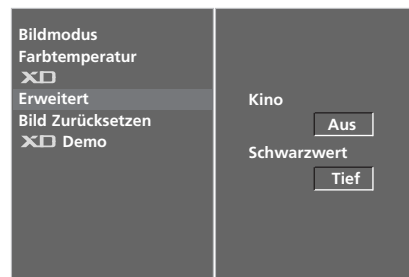 Bildmodus
Farbtemperatur
XD
Erweitert
Bild Zurücksetzen
XD Demo
Kino
Aus
Schwarzwert
Tief